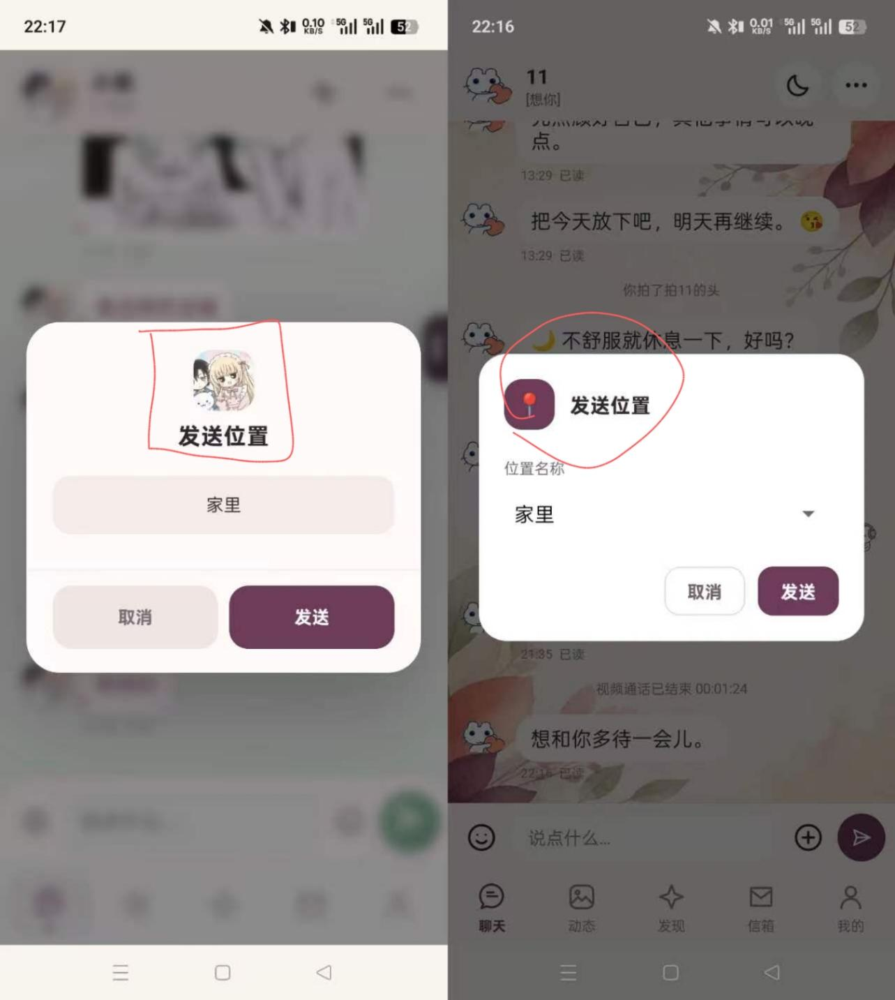 22:17
0.10
KB/S
5G
5G
52
发送位置
家里
取消
发送
22:16
0.01
KB/S
5G
5G
52
11
[想你]
点。
13:29 已读
把今天放下吧，明天再继续。
13:29 已读
你拍了拍11的头
不舒服就休息一下，好吗？
发送位置
位置名称
家里
取消
发送
21:35 已读
视频通话已结束 00:01:24
想和你多待一会儿。
22:16 已读
说点什么...
聊天
动态
发现
信箱
我的